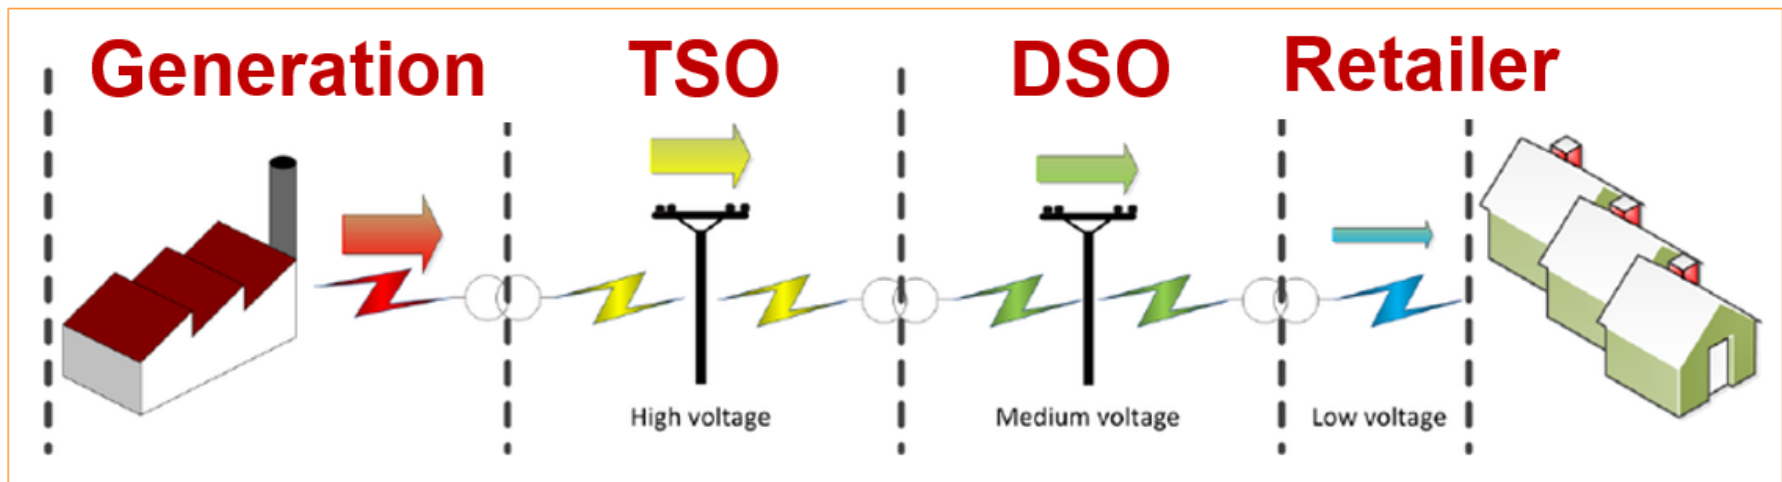 Generation
TSO
DSO
Retailer
High voltage
Medium voltage
Low voltage